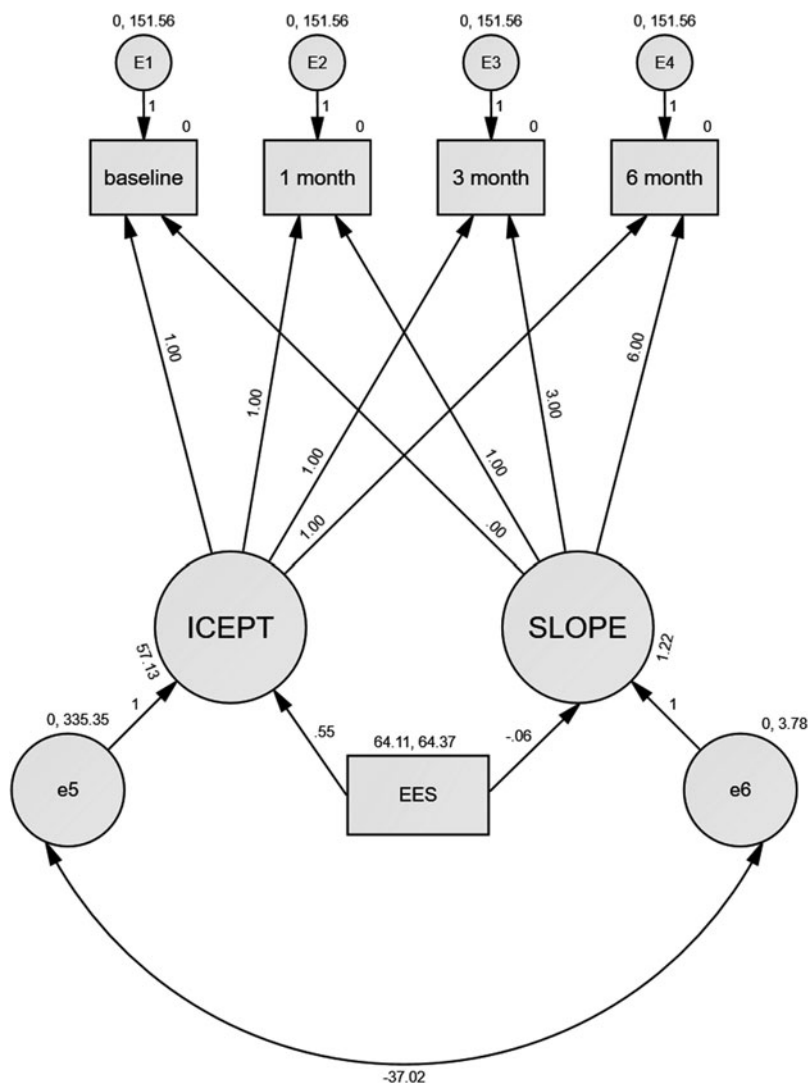 0, 151.56 0, 151.56 0, 151.56 0, 151.56
E1 E2 E3 E4
1 1 1 1
0 0 0 0
baseline 1 month 3 month 6 month
1.00 1.00 3.00 6.00
1.00 1.00
1.00 .00
ICEPT SLOPE
57.13 1.22
0, 335.35 1 1 0, 3.78
.55 64.11, 64.37 -.06
e5 EES e6
-37.02